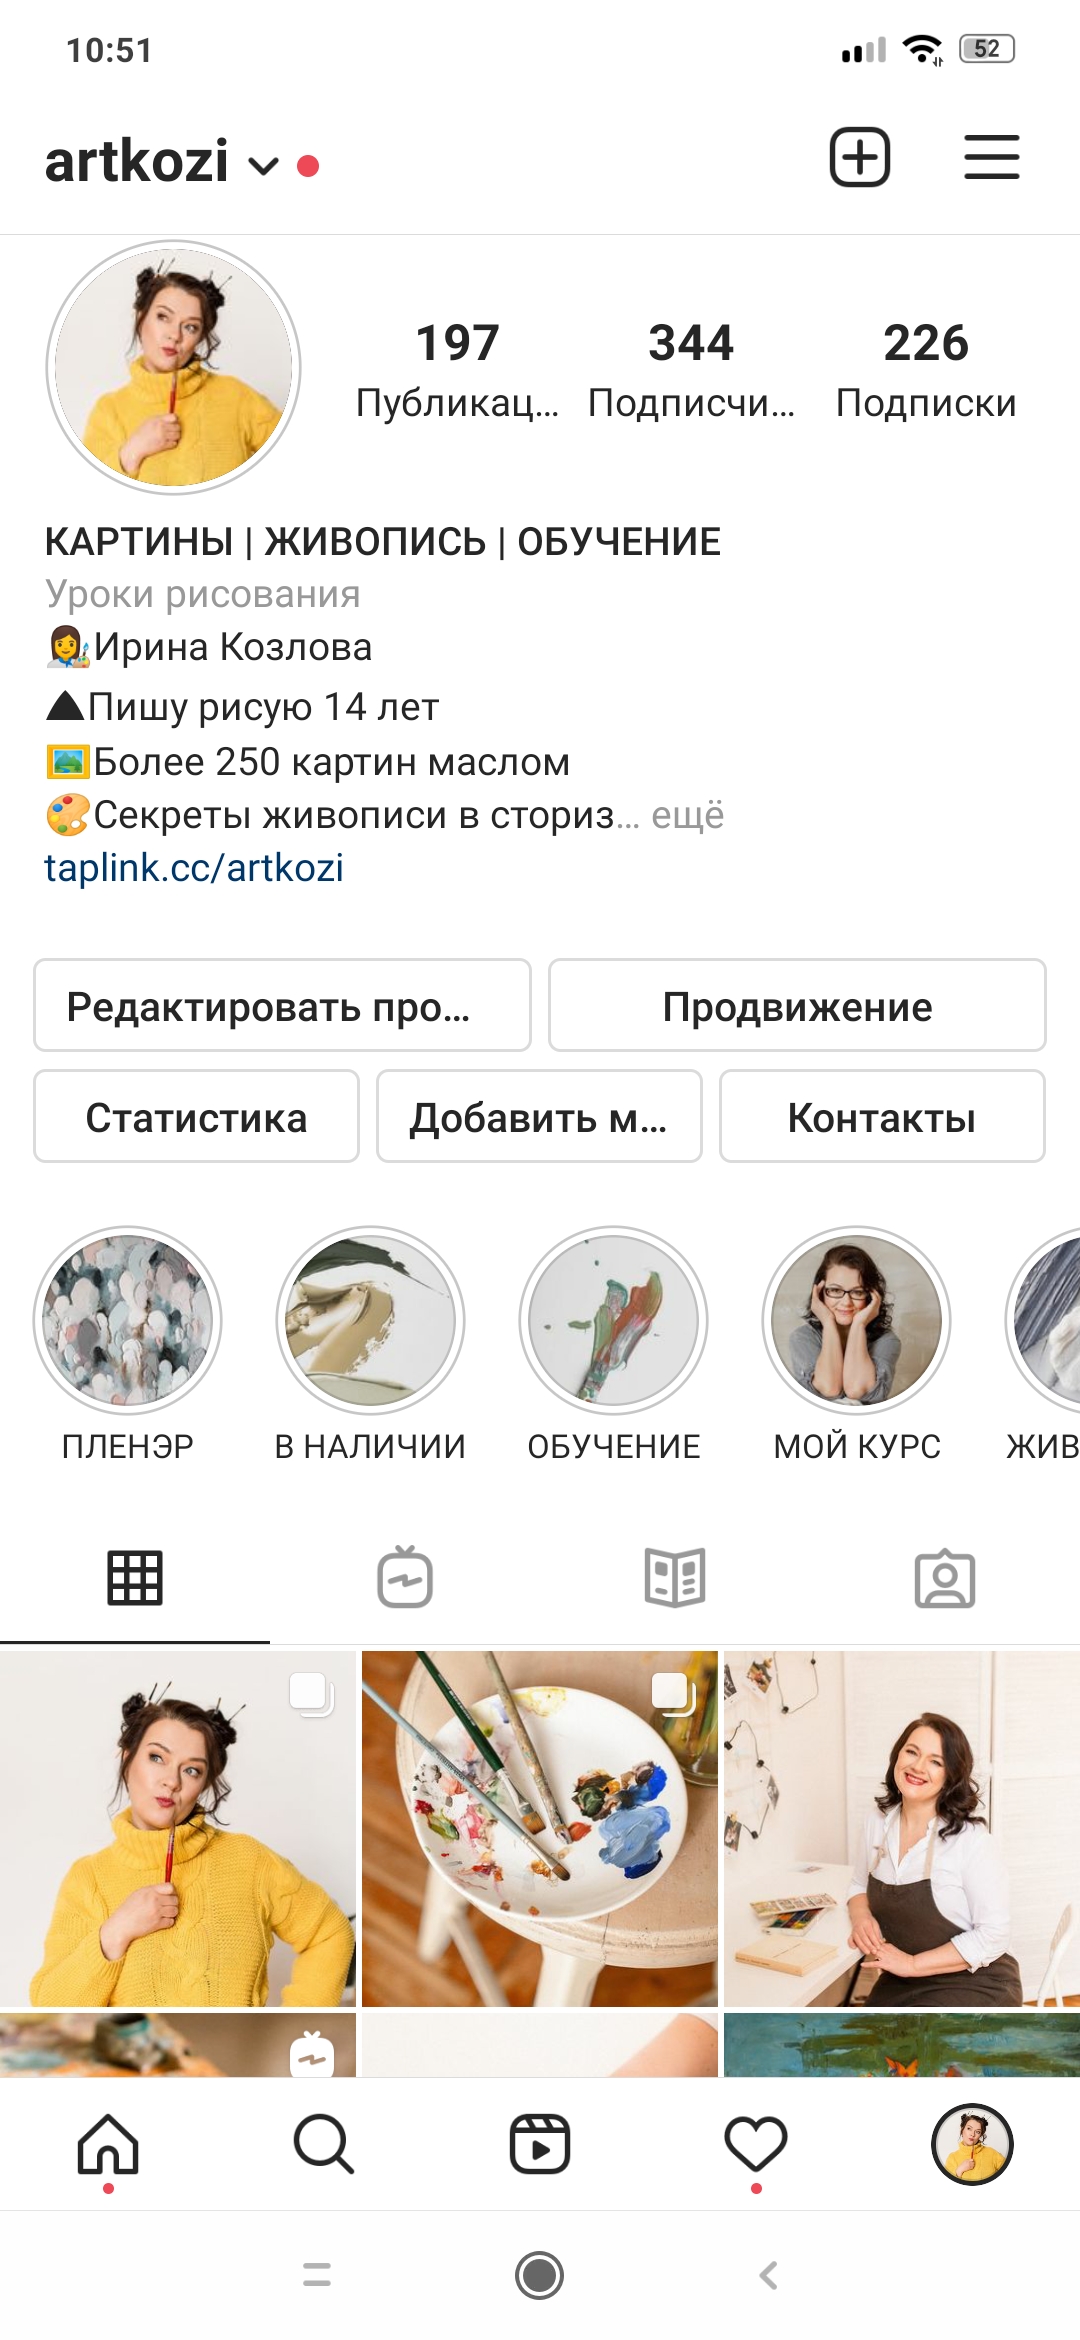 10:51
52
artkozi
197 344 226
Публикац... Подписчи... Подписки
КАРТИНЫ | ЖИВОПИСЬ | ОБУЧЕНИЕ
Уроки рисования
Ирина Козлова
Пишу рисую 14 лет
Более 250 картин маслом
Секреты живописи в сториз... ещё
taplink.cc/artkozi
Редактировать про... Продвижение
Статистика Добавить м... Контакты
ПЛЕНЭР В НАЛИЧИИ ОБУЧЕНИЕ МОЙ КУРС ЖИВ